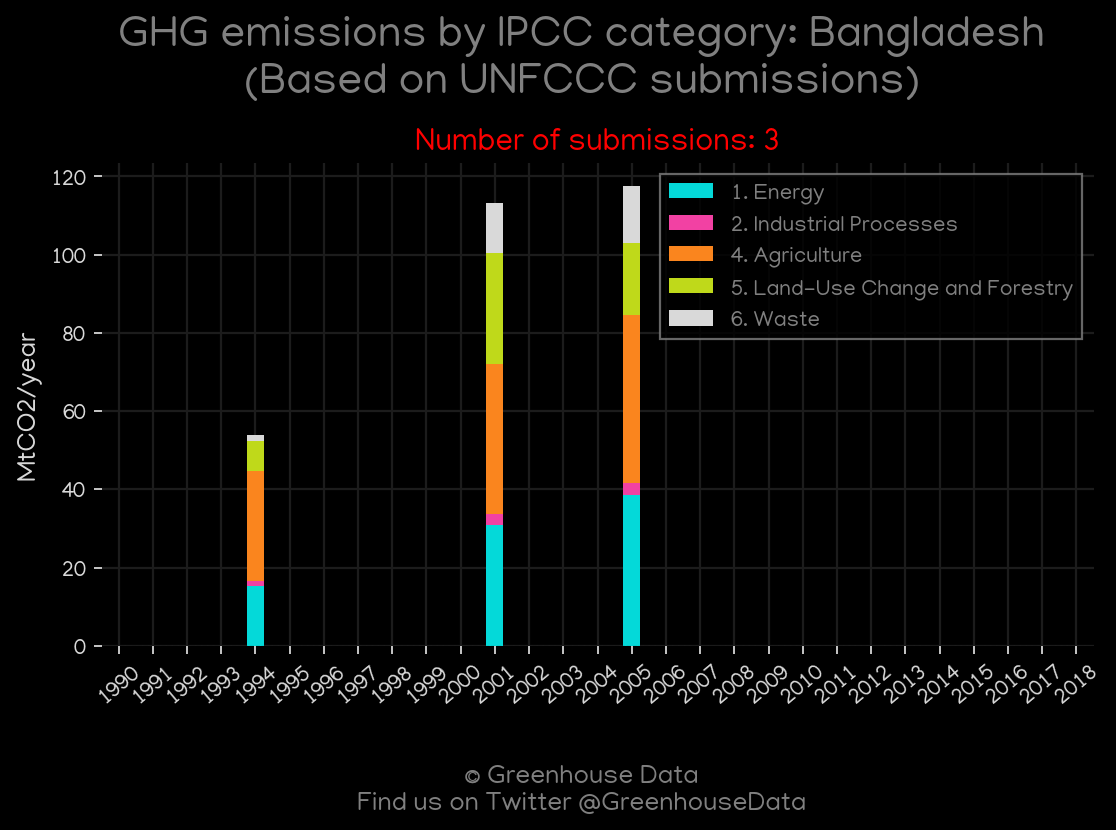 GHG emissions by IPCC category: Bangladesh
(Based on UNFCCC submissions)
Number of submissions: 3
120
100
80
60
40
20
0
MtCO2/year
1. Energy
2. Industrial Processes
4. Agriculture
5. Land-Use Change and Forestry
6. Waste
1990 1991 1992 1993 1994 1995 1996 1997 1998 1999 2000 2001 2002 2003 2004 2005 2006 2007 2008 2009 2010 2011 2012 2013 2014 2015 2016 2017 2018
© Greenhouse Data
Find us on Twitter @GreenhouseData